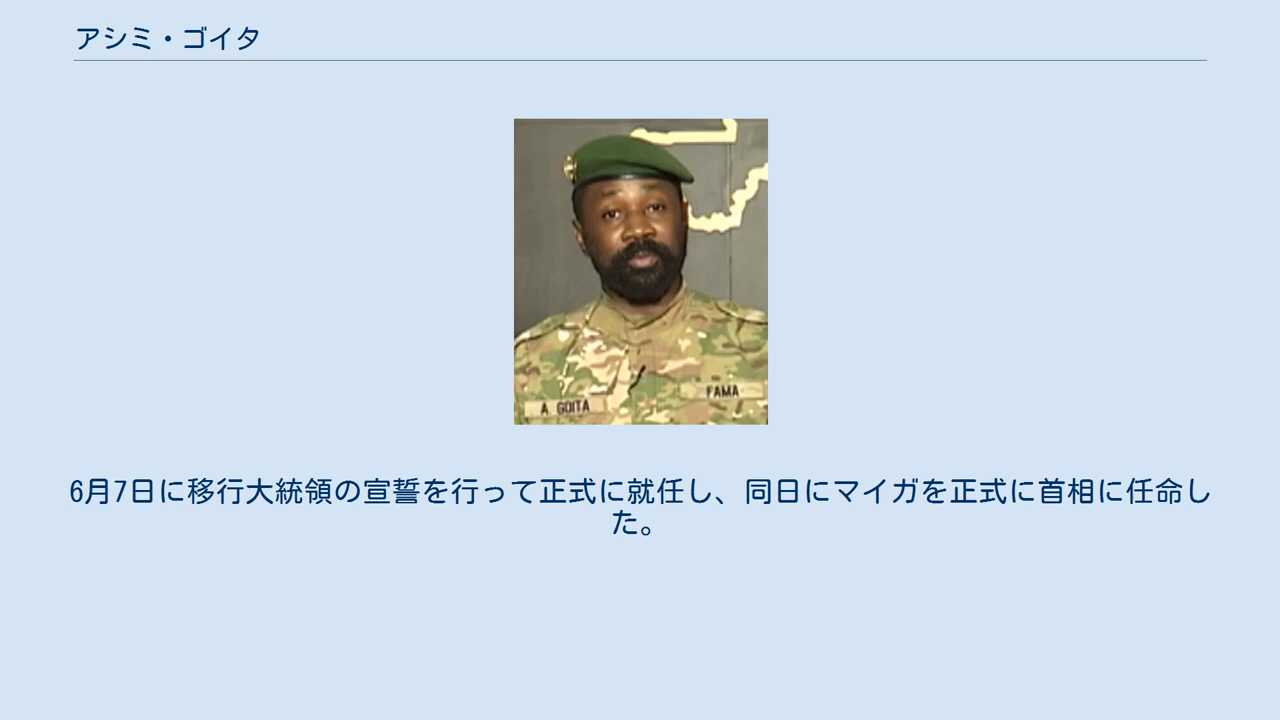 アシミ・ゴイタ
A GOITA
FAMA
6月7日に移行大統領の宣誓を行って正式に就任し、同日にマイガを正式に首相に任命し
た。